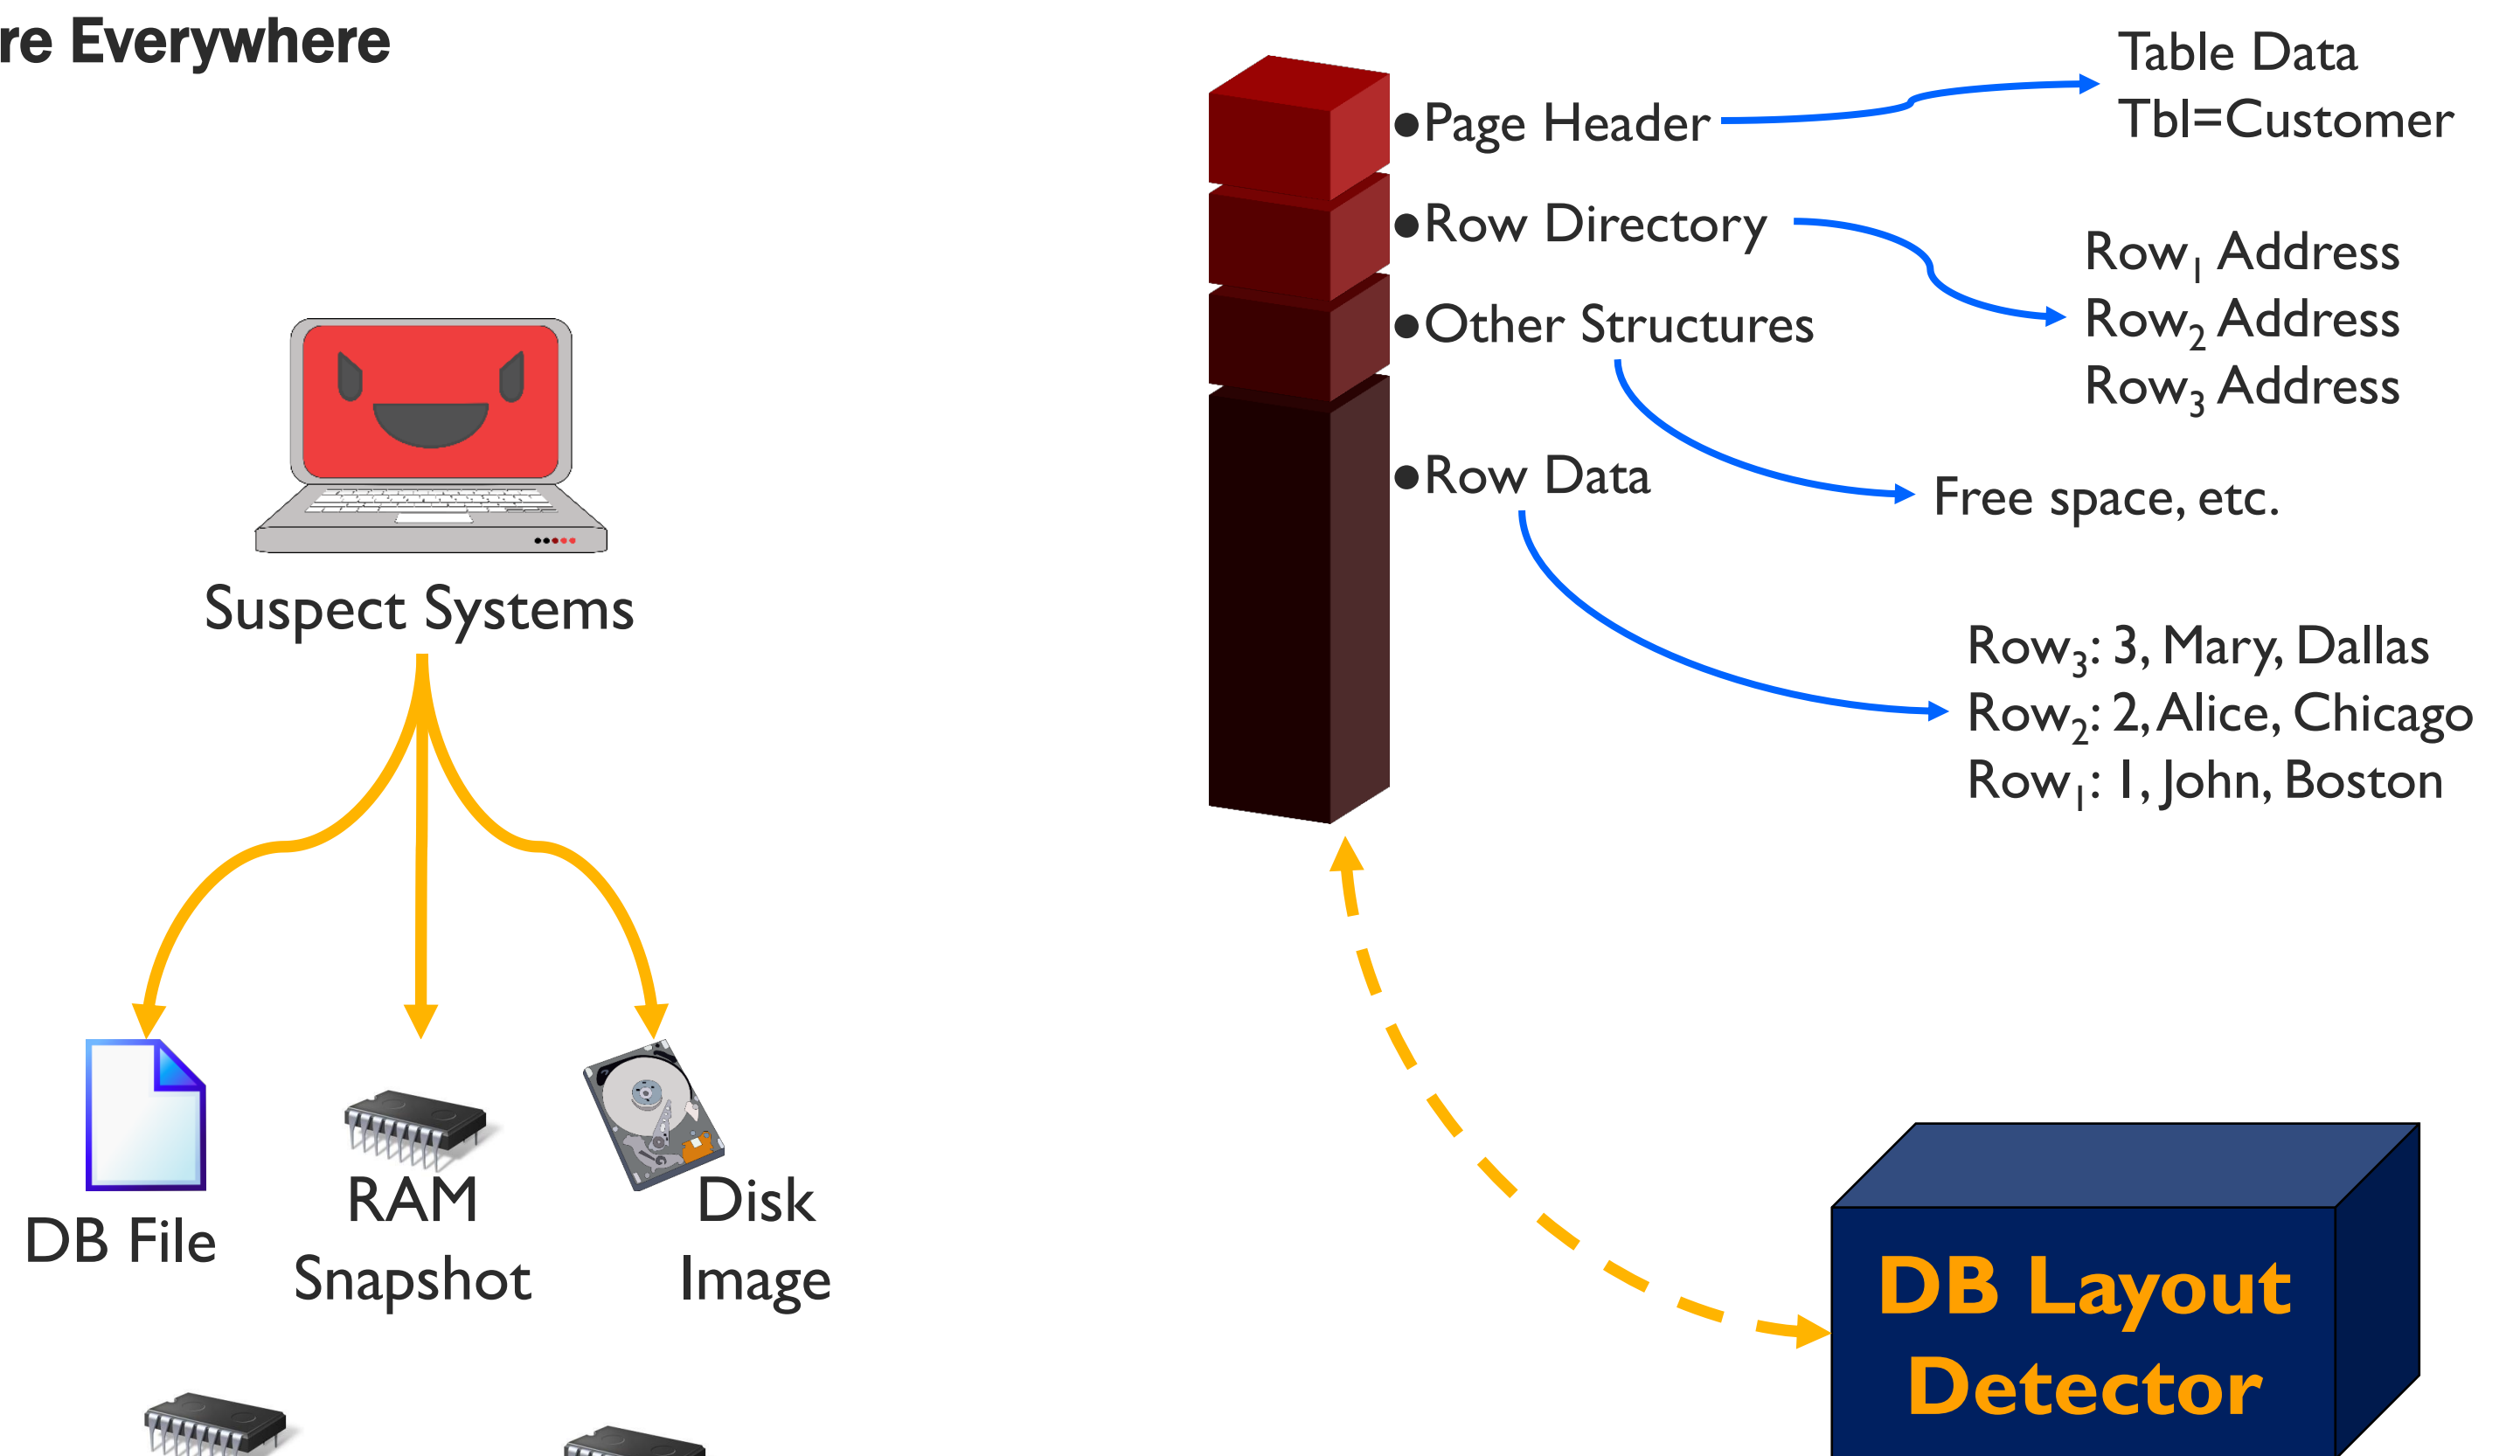 re Everywhere
Suspect Systems
DB File
RAM
Snapshot
Disk
Image
●Page Header
●Row Directory
●Other Structures
●Row Data
Table Data
Tbl=Customer
Row₁ Address
Row₂ Address
Row₃ Address
Free space, etc.
Row₃: 3, Mary, Dallas
Row₂: 2, Alice, Chicago
Row₁: 1, John, Boston
DB Layout
Detector